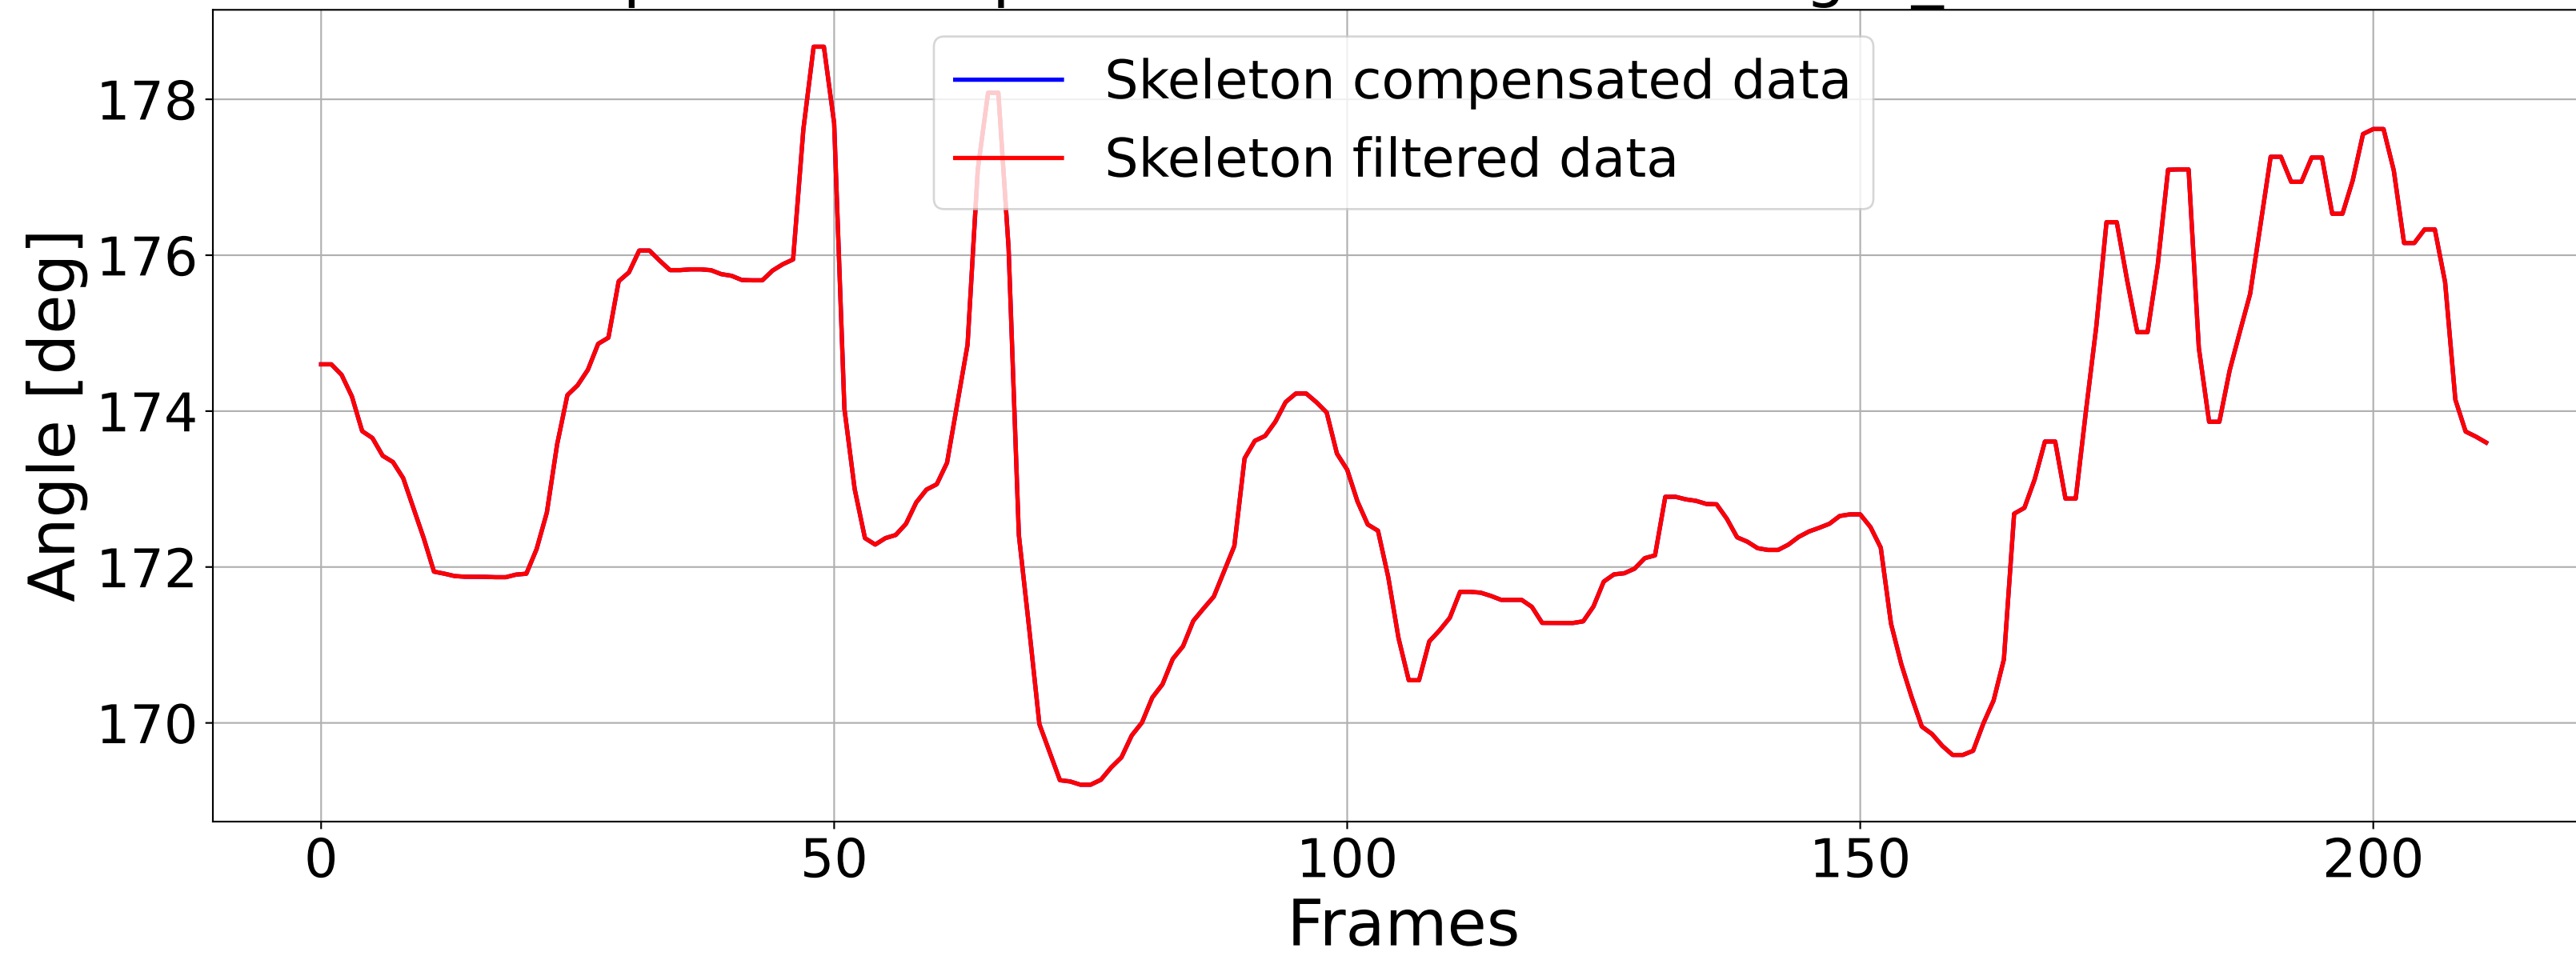 Skeleton compensated data
Skeleton filtered data
Angle [deg]
178
176
174
172
170
0 50 100 150 200
Frames